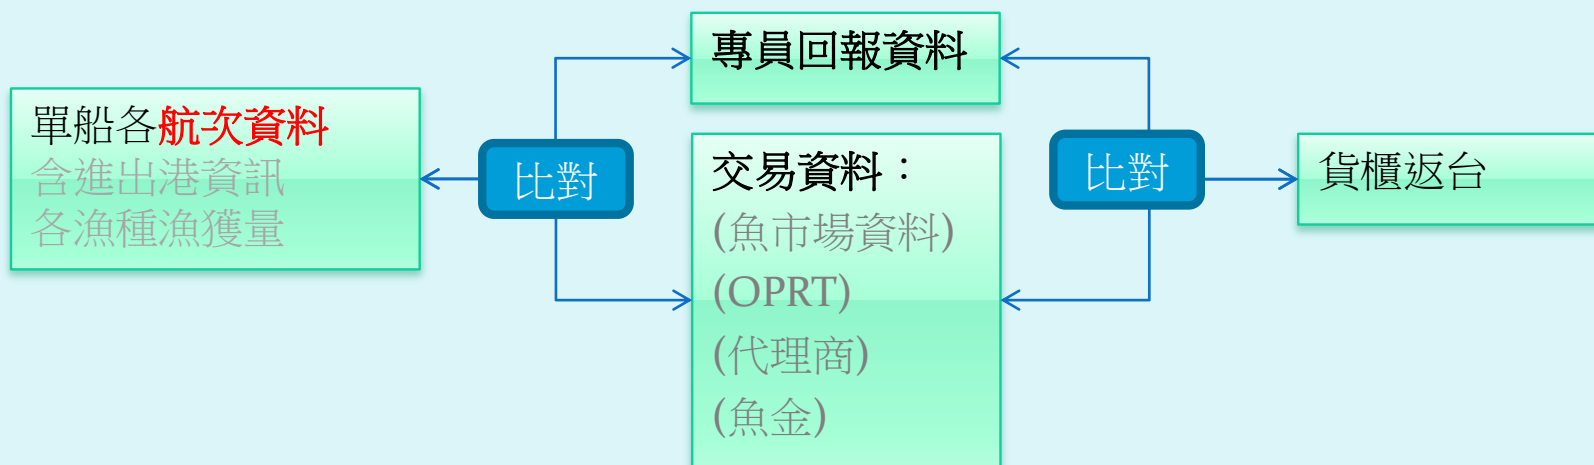 單船各航次資料
含進出港資訊
各漁種漁獲量
比對
專員回報資料
交易資料：
(魚市場資料)
(OPRT)
(代理商)
(魚金)
比對
貨櫃返台